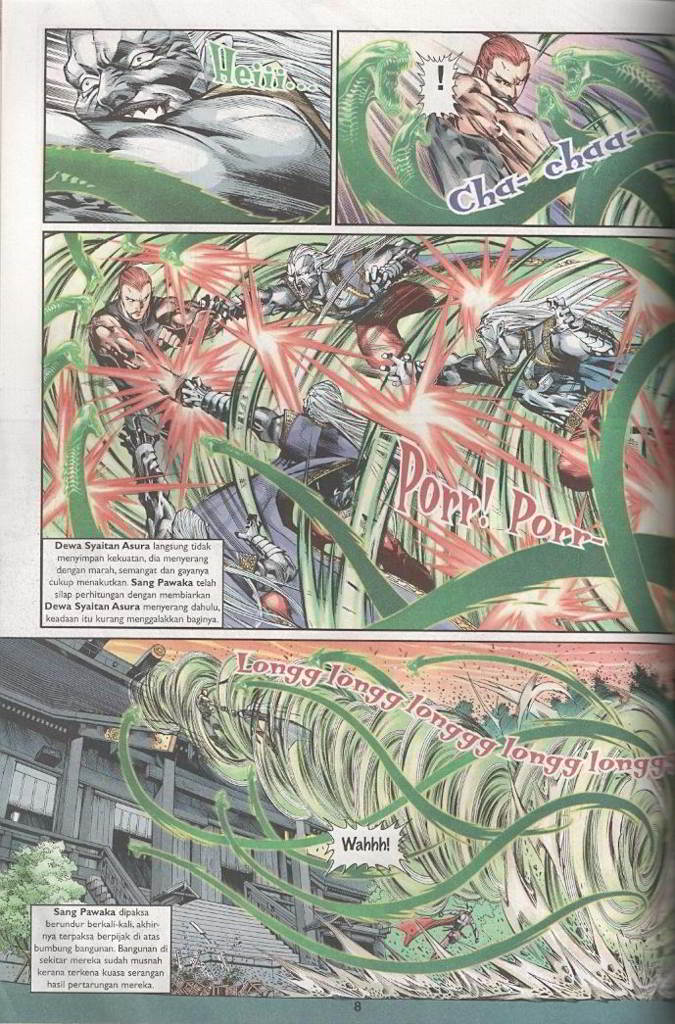 Heiii...
!
Cha- chaa-
Porr! Porr-
Dewa Syaitan Asura langsung tidak
menyimpan kekuatan, dia menyerang
dengan marah, semangat dan gayanya
cukup menakutkan. Sang Pawaka telah
silap perhitungan dengan membiarkan
Dewa Syaitan Asura menyerang dahulu,
keadaan itu kurang menggalakkan baginya.
Longg longg longggg longg longg
Wahhh!
Sang Pawaka dipaksa
berundur berkali-kali, akhir-
nya terpaksa berpijak di atas
bumbung bangunan. Bangunan di
sekitar mereka sudah musnah
kerana terkena kuasa serangan
hasil pertarungan mereka.
8